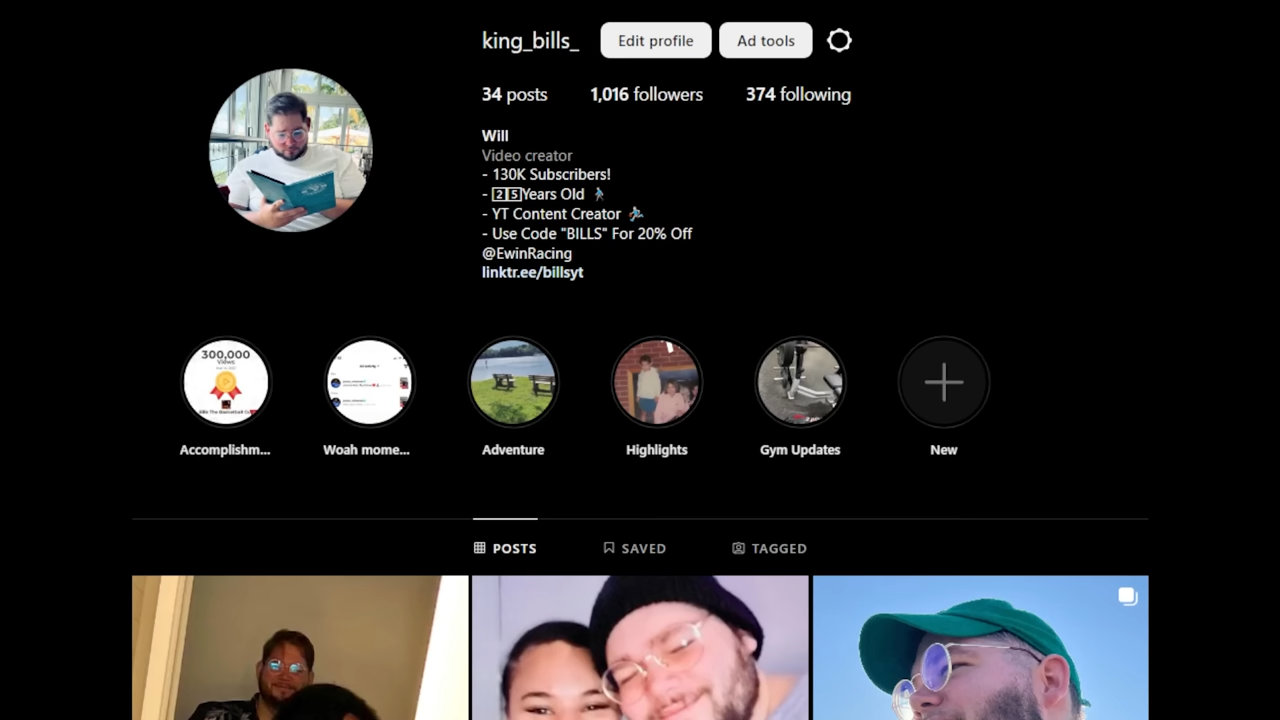 king_bills_ Edit profile Ad tools
34 posts 1,016 followers 374 following
Will
Video creator
- 130K Subscribers!
- 25Years Old
- YT Content Creator
- Use Code "BILLS" For 20% Off
@EwinRacing
linktr.ee/billsyt
300,000
Views
Accomplishm... Woah mome... Adventure Highlights Gym Updates New
POSTS SAVED TAGGED